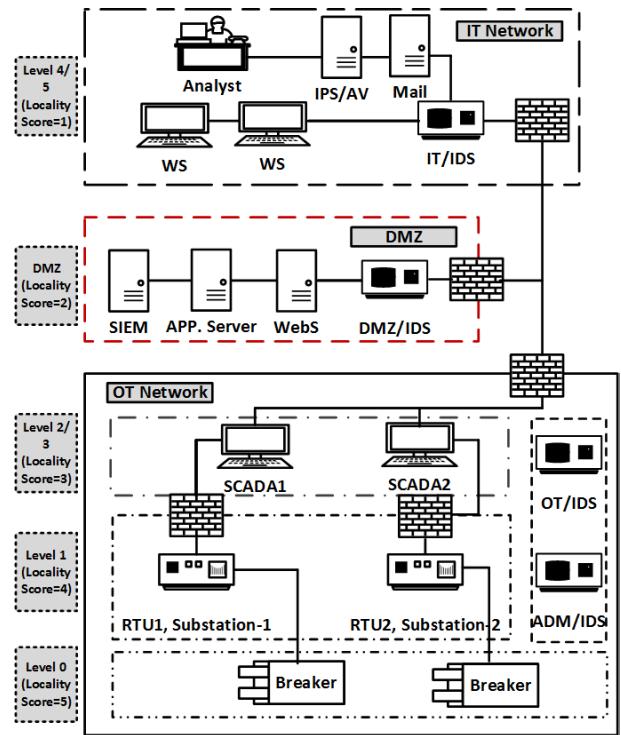 IT Network
Level 4/
5
(Locality
Score=1)
Analyst
IPS/AV
Mail
WS
WS
IT/IDS
DMZ
DMZ
(Locality
Score=2)
SIEM
APP. Server
WebS
DMZ/IDS
OT Network
Level 2/
3
(Locality
Score=3)
SCADA1
SCADA2
OT/IDS
Level 1
(Locality
Score=4)
RTU1, Substation-1
RTU2, Substation-2
ADM/IDS
Level 0
(Locality
Score=5)
Breaker
Breaker